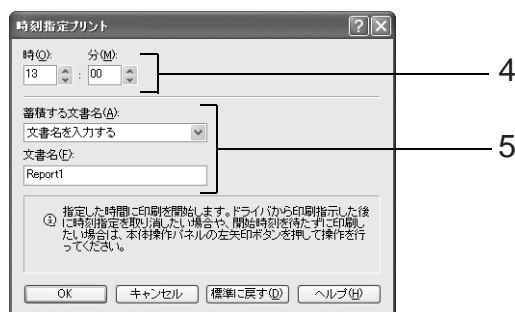 時刻指定プリント
時(O): 分(M):
13 : 00
4
蓄積する文書名(A):
文書名を入力する
5
文書名(F):
Report1
指定した時間に印刷を開始します。ドライバから印刷指示した後
に時刻指定を取り消したい場合や、開始時刻を待たずに印刷し
たい場合は、本体操作パネルの左矢印ボタンを押して操作を行
ってください。
OK キャンセル 標準に戻す(D) ヘルプ(H)